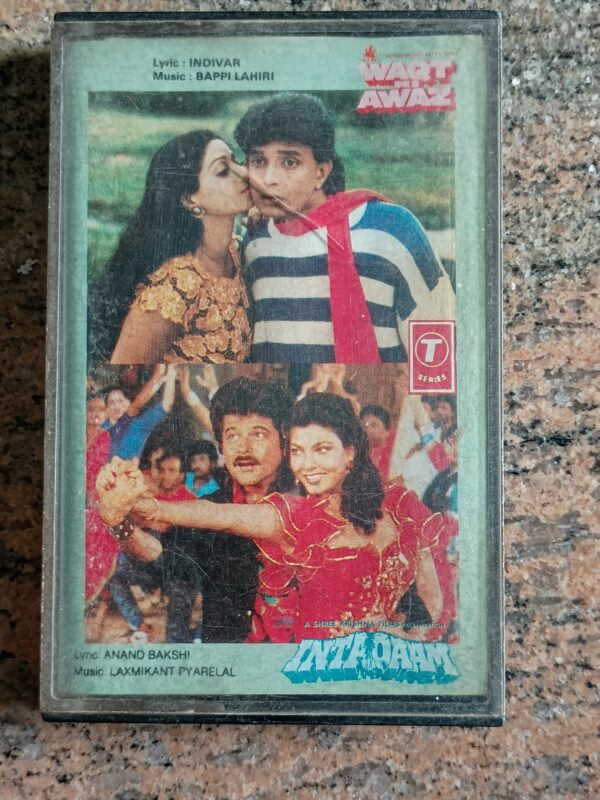 Lyric : INDIVAR
Music : BAPPI LAHIRI
WAQT
KI
AWAZ
T
SERIES
A SHREE KRISHNA FILMS
INTAQAAM
Lyric: ANAND BAKSHI
Music: LAXMIKANT PYARELAL